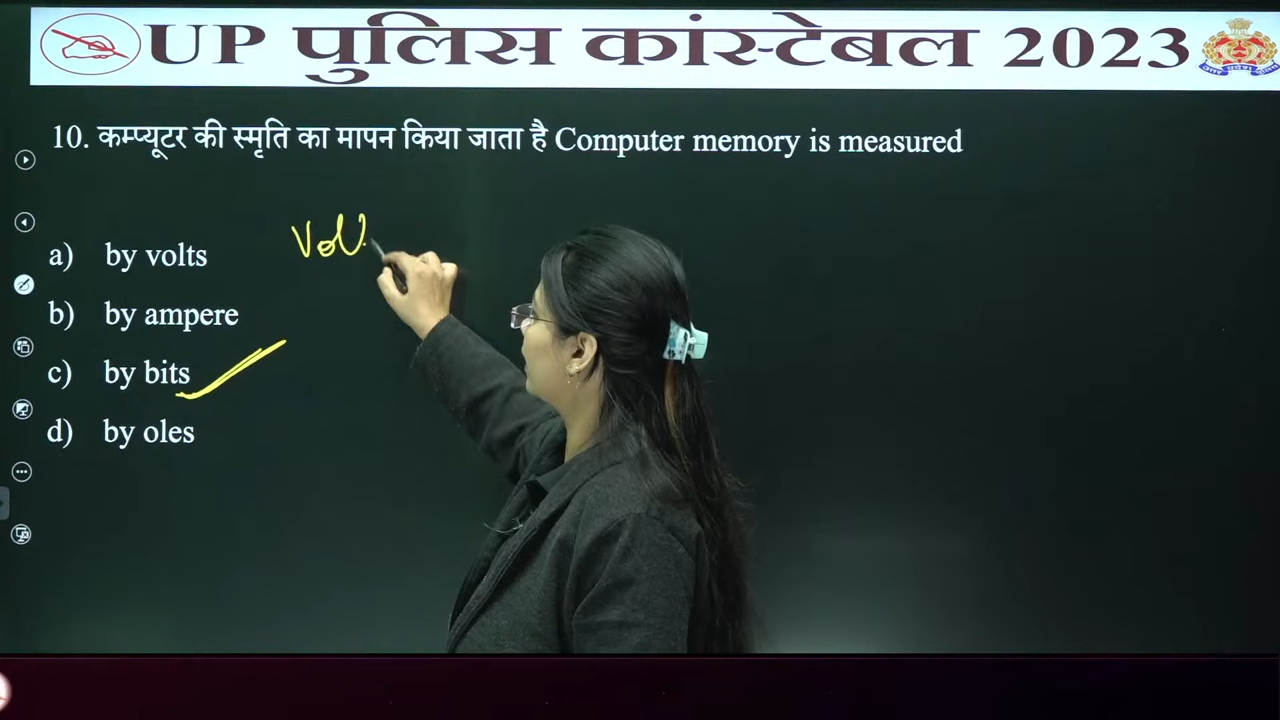 UP पुलिस कांस्टेबल 2023
10. कम्प्यूटर की स्मृति का मापन किया जाता है Computer memory is measured
a) by volts
b) by ampere
c) by bits
d) by oles